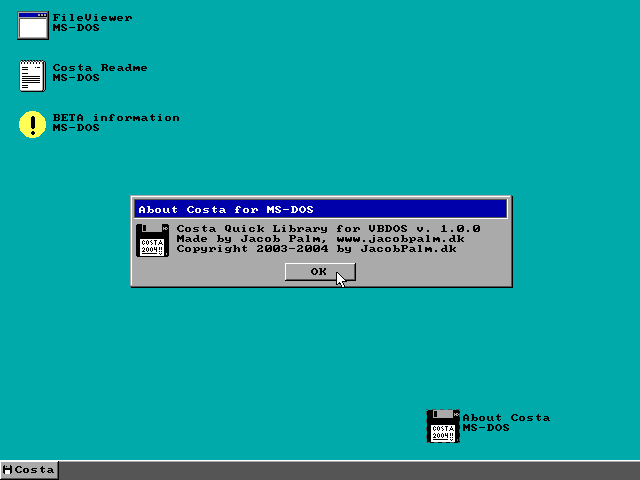 FileViewer
MS-DOS
Costa Readme
MS-DOS
BETA information
MS-DOS
About Costa for MS-DOS
Costa Quick Library for VBDOS v. 1.0.0
Made by Jacob Palm, www.jacobpalm.dk
Copyright 2003-2004 by JacobPalm.dk
COSTA
2004!!
OK
About Costa
MS-DOS
COSTA
2004!!
Costa